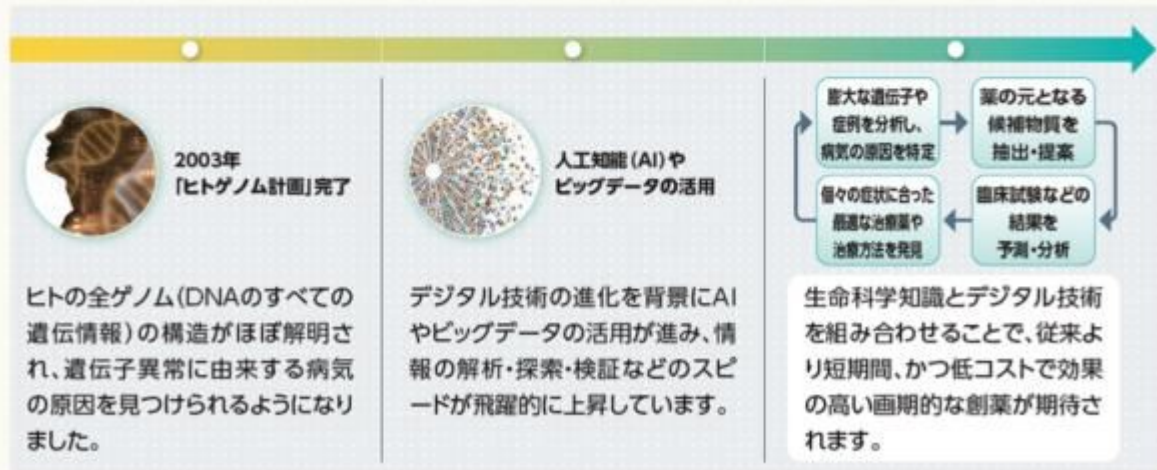 2003年
「ヒトゲノム計画」完了
ヒトの全ゲノム(DNAのすべての
遺伝情報)の構造がほぼ解明さ
れ、遺伝子異常に由来する病気
の原因を見つけられるようになり
ました。
人工知能(AI)や
ビッグデータの活用
デジタル技術の進化を背景にAI
やビッグデータの活用が進み、情
報の解析・探索・検証などのスピ
ードが飛躍的に上昇しています。
膨大な遺伝子や
症例を分析し、
病気の原因を特定
薬の元となる
候補物質を
抽出・提案
臨床試験などの
結果を
予測・分析
個々の症状に合った
最適な治療薬や
治療方法を発見
生命科学知識とデジタル技術
を組み合わせることで、従来よ
り短期間、かつ低コストで効果
の高い画期的な創薬が期待さ
れます。